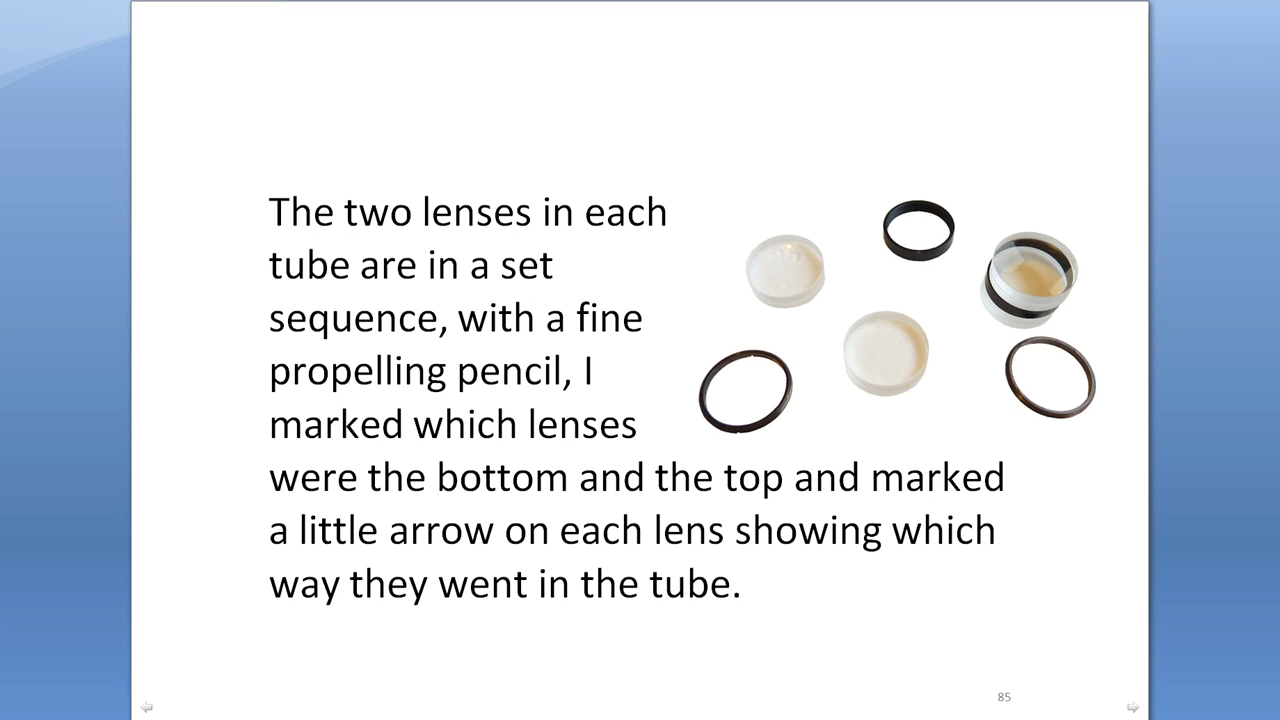 The two lenses in each
tube are in a set
sequence, with a fine
propelling pencil, I
marked which lenses
were the bottom and the top and marked
a little arrow on each lens showing which
way they went in the tube.
85